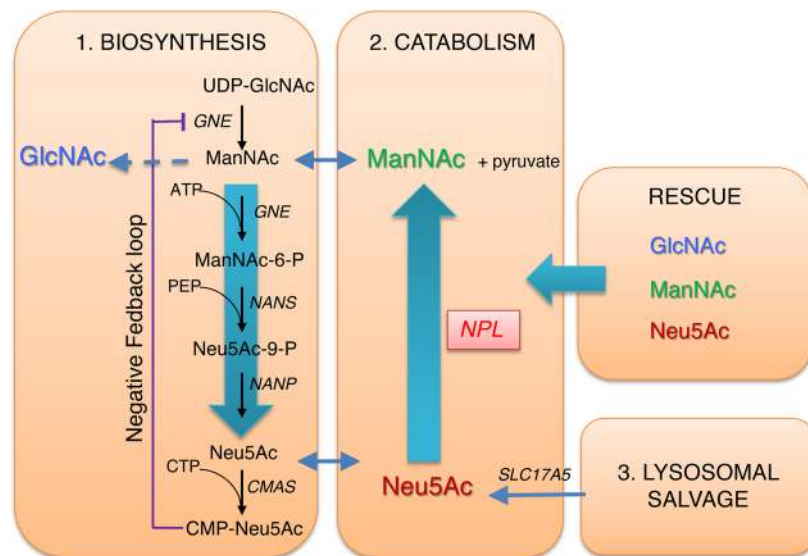 1. BIOSYNTHESIS
UDP-GlcNAc
GNE
GlcNAc
ManNAc
ATP
GNE
ManNAc-6-P
PEP
NANS
Neu5Ac-9-P
NANP
Neu5Ac
CTP
CMAS
CMP-Neu5Ac
Negative Fedback loop
2. CATABOLISM
ManNAc + pyruvate
NPL
Neu5Ac
SLC17A5
RESCUE
GlcNAc
ManNAc
Neu5Ac
3. LYSOSOMAL
SALVAGE